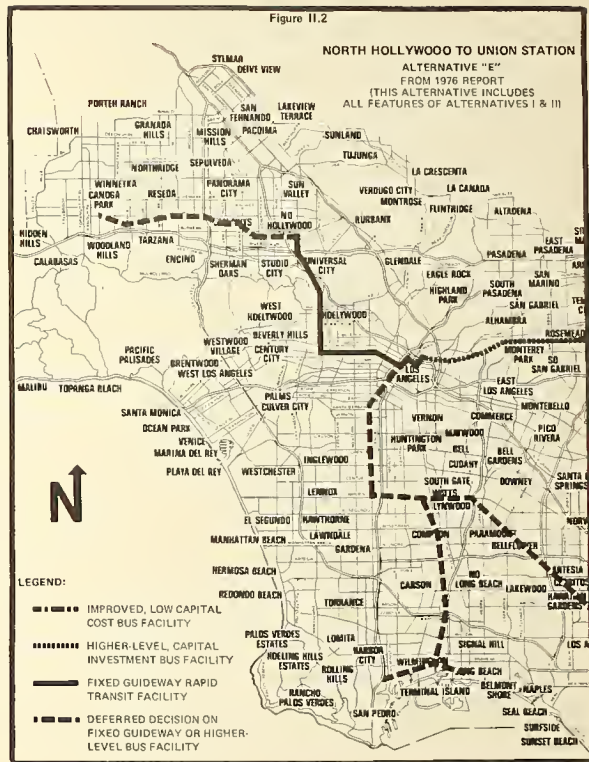 Figure II.2
NORTH HOLLYWOOD TO UNION STATION
ALTERNATIVE "E"
FROM 1976 REPORT
(THIS ALTERNATIVE INCLUDES
ALL FEATURES OF ALTERNATIVES I & II)
SYLMAR
OLIVE VIEW
PORTER RANCH
SAN
FERNANDO
LAKEVIEW
TERRACE
CHATSWORTH
GRANADA
HILLS
MISSION
HILLS
PACOIMA
SUNLAND
TUJUNGA
NORTHRIDGE
SEPULVEDA
LA CRESCENTA
WINNETKA
CANOGA
PARK
RESEDA
PANORAMA
CITY
SUN
VALLEY
VERDUGO CITY
MONTROSE
LA CANADA
FLINTRIDGE
ALTADENA
NO
HOLLYWOOD
BURBANK
HIDDEN
HILLS
CALABASAS
WOODLAND
HILLS
TARZANA
ENCINO
SHERMAN
OAKS
STUDIO
CITY
UNIVERSAL
CITY
GLENDALE
PASADENA
EAST
PASADENA
EAGLE ROCK
HIGHLAND
PARK
SOUTH
PASADENA
SAN
MARINO
SAN GABRIEL
ALHAMBRA
WEST
HOLLYWOOD
HOLLYWOOD
BEVERLY HILLS
CENTURY
CITY
WESTWOOD
VILLAGE
ROSEMEAD
PACIFIC
PALISADES
BRENTWOOD
WEST LOS ANGELES
LOS
ANGELES
MONTEREY
PARK
SO
SAN GABRIEL
MALIBU
TOPANGA BEACH
PALMS
CULVER CITY
EAST
LOS ANGELES
MONTEBELLO
SANTA MONICA
OCEAN PARK
VENICE
MARINA DEL REY
PLAYA DEL REY
VERNON
COMMERCE
PICO
RIVERA
HUNTINGTON
PARK
MAYWOOD
BELL
CUDAHY
BELL
GARDENS
INGLEWOOD
WESTCHESTER
SOUTH GATE
WATTS
LYNWOOD
DOWNEY
N
LENNOX
EL SEGUNDO
HAWTHORNE
LAWNDALE
MANHATTAN BEACH
GARDENA
COMPTON
PARAMOUNT
BELLFLOWER
HERMOSA BEACH
REDONDO BEACH
CARSON
NO
LONG BEACH
LAKEWOOD
ARTESIA
TORRANCE
PALOS VERDES
ESTATES
LOMITA
HARBOR
CITY
SIGNAL HILL
ROLLING HILLS
ESTATES
ROLLING
HILLS
WILMINGTON
LONG BEACH
RANCHO
PALOS VERDES
TERMINAL ISLAND
BELMONT
SHORE
NAPLES
SAN PEDRO
SEAL BEACH
SURFSIDE
SUNSET BEACH
LEGEND:
IMPROVED, LOW CAPITAL
COST BUS FACILITY
HIGHER-LEVEL, CAPITAL
INVESTMENT BUS FACILITY
FIXED GUIDEWAY RAPID
TRANSIT FACILITY
DEFERRED DECISION ON
FIXED GUIDEWAY OR HIGHER-
LEVEL BUS FACILITY